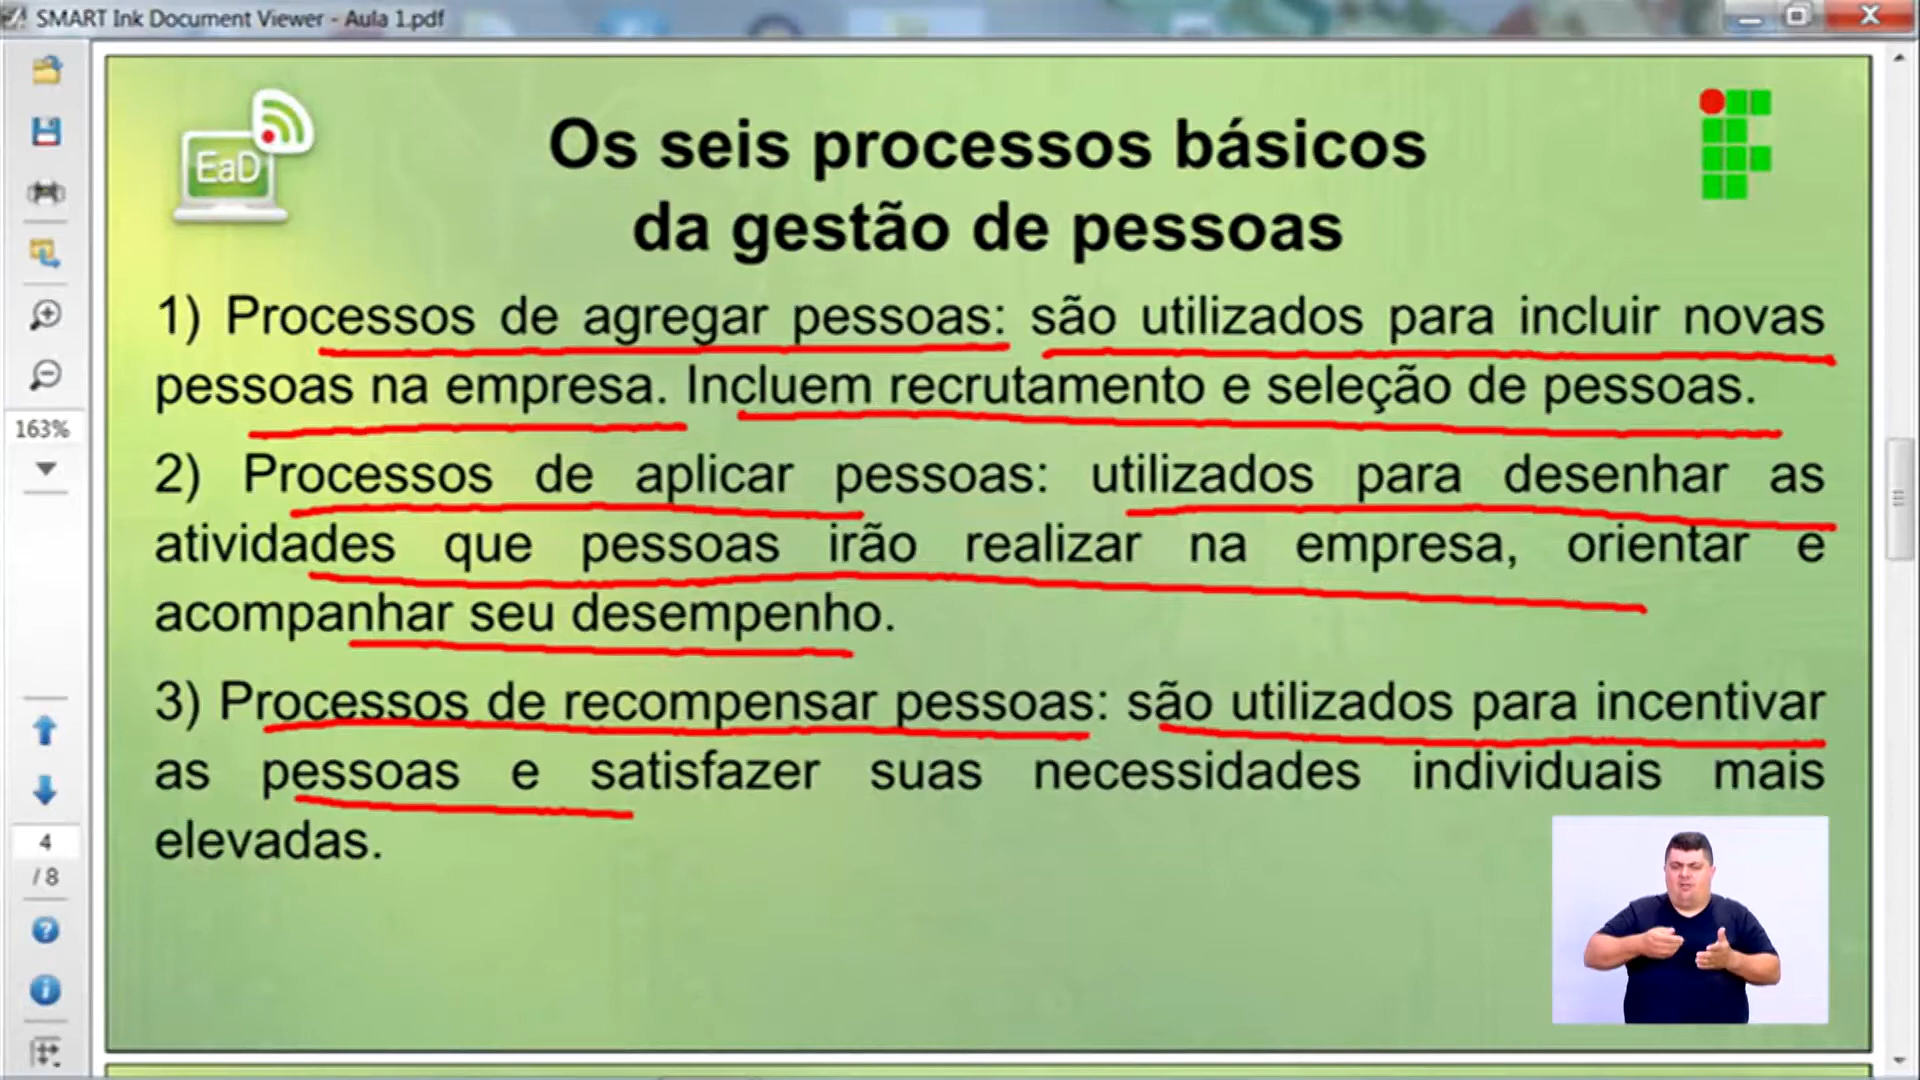 SMART Ink Document Viewer - Aula 1.pdf
EaD
Os seis processos básicos
da gestão de pessoas
1) Processos de agregar pessoas: são utilizados para incluir novas
pessoas na empresa. Incluem recrutamento e seleção de pessoas.
2) Processos de aplicar pessoas: utilizados para desenhar as
atividades que pessoas irão realizar na empresa, orientar e
acompanhar seu desempenho.
3) Processos de recompensar pessoas: são utilizados para incentivar
as pessoas e satisfazer suas necessidades individuais mais
elevadas.
163%
4
/ 8